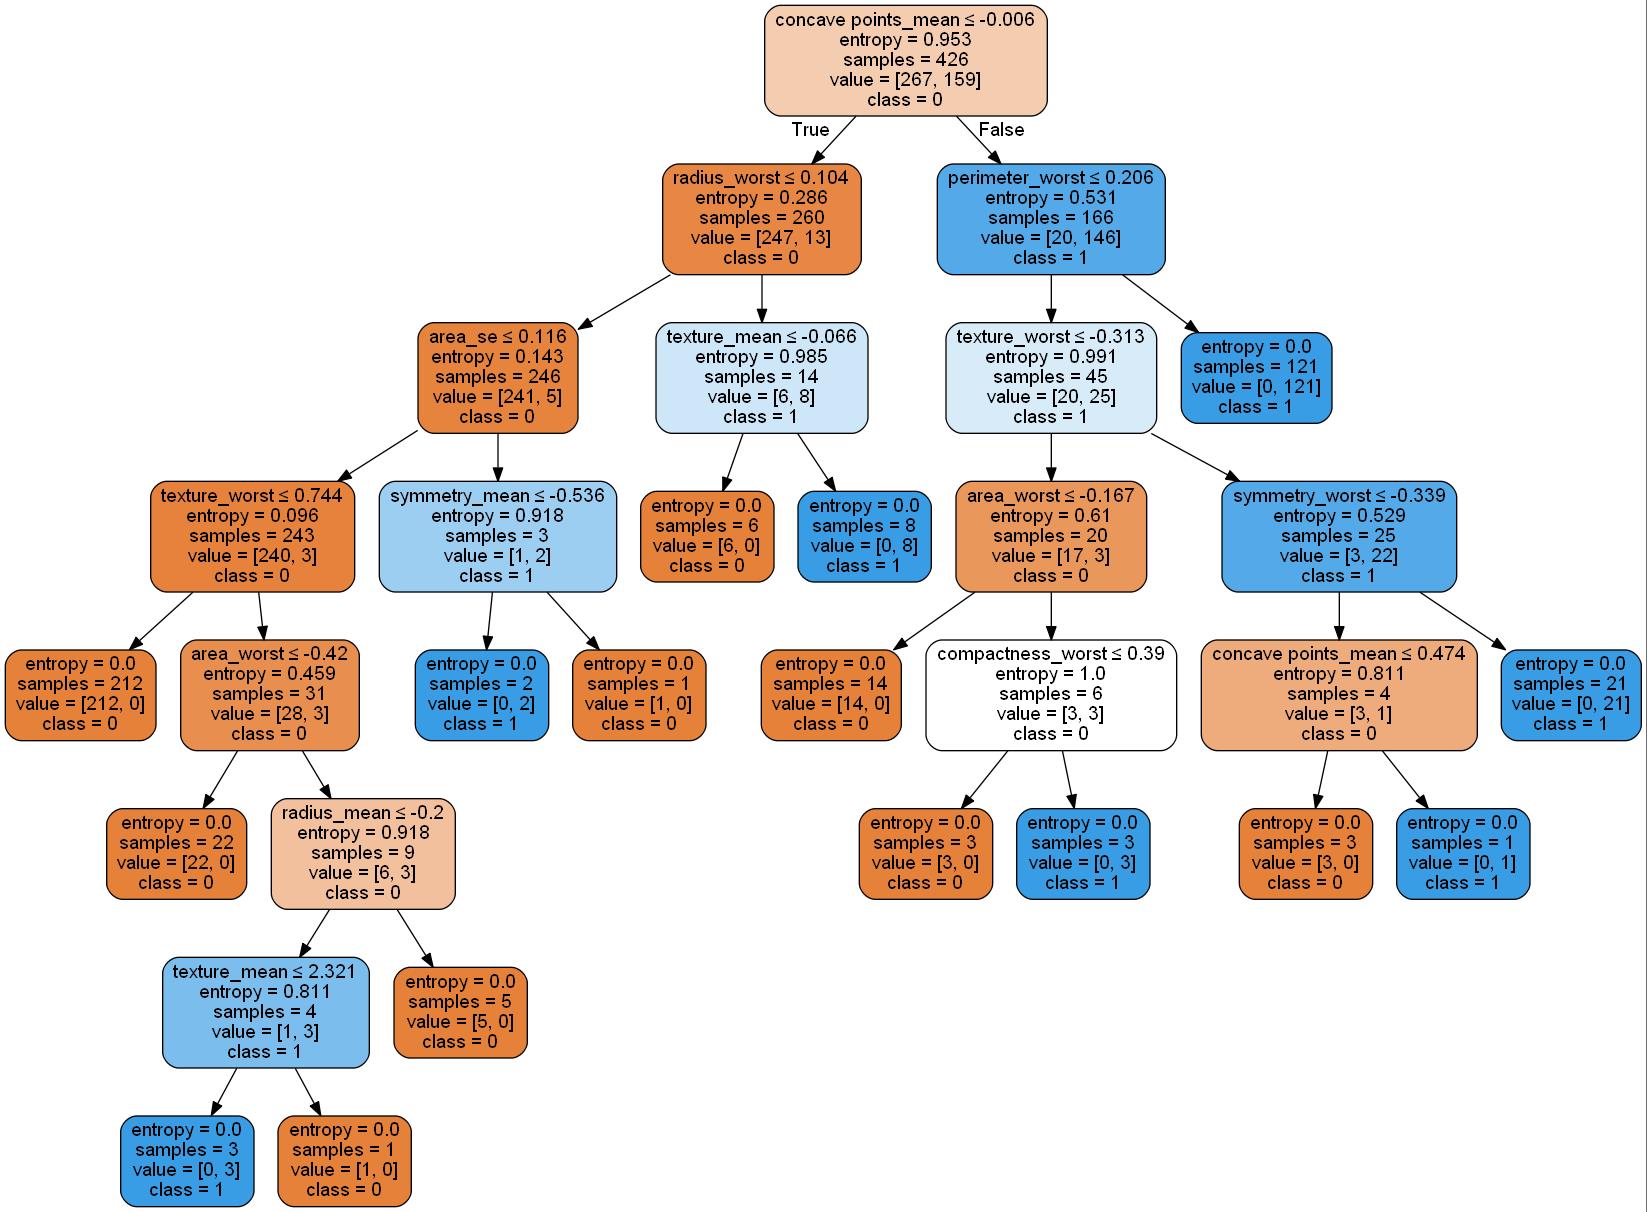 concave points_mean ≤ -0.006
entropy = 0.953
samples = 426
value = [267, 159]
class = 0
True
False
radius_worst ≤ 0.104
entropy = 0.286
samples = 260
value = [247, 13]
class = 0
perimeter_worst ≤ 0.206
entropy = 0.531
samples = 166
value = [20, 146]
class = 1
area_se ≤ 0.116
entropy = 0.143
samples = 246
value = [241, 5]
class = 0
texture_mean ≤ -0.066
entropy = 0.985
samples = 14
value = [6, 8]
class = 1
texture_worst ≤ -0.313
entropy = 0.991
samples = 45
value = [20, 25]
class = 1
entropy = 0.0
samples = 121
value = [0, 121]
class = 1
texture_worst ≤ 0.744
entropy = 0.096
samples = 243
value = [240, 3]
class = 0
symmetry_mean ≤ -0.536
entropy = 0.918
samples = 3
value = [1, 2]
class = 1
entropy = 0.0
samples = 6
value = [6, 0]
class = 0
entropy = 0.0
samples = 8
value = [0, 8]
class = 1
area_worst ≤ -0.167
entropy = 0.61
samples = 20
value = [17, 3]
class = 0
symmetry_worst ≤ -0.339
entropy = 0.529
samples = 25
value = [3, 22]
class = 1
entropy = 0.0
samples = 212
value = [212, 0]
class = 0
area_worst ≤ -0.42
entropy = 0.459
samples = 31
value = [28, 3]
class = 0
entropy = 0.0
samples = 2
value = [0, 2]
class = 1
entropy = 0.0
samples = 1
value = [1, 0]
class = 0
entropy = 0.0
samples = 14
value = [14, 0]
class = 0
compactness_worst ≤ 0.39
entropy = 1.0
samples = 6
value = [3, 3]
class = 0
concave points_mean ≤ 0.474
entropy = 0.811
samples = 4
value = [3, 1]
class = 0
entropy = 0.0
samples = 21
value = [0, 21]
class = 1
entropy = 0.0
samples = 22
value = [22, 0]
class = 0
radius_mean ≤ -0.2
entropy = 0.918
samples = 9
value = [6, 3]
class = 0
entropy = 0.0
samples = 3
value = [3, 0]
class = 0
entropy = 0.0
samples = 3
value = [0, 3]
class = 1
entropy = 0.0
samples = 3
value = [3, 0]
class = 0
entropy = 0.0
samples = 1
value = [0, 1]
class = 1
texture_mean ≤ 2.321
entropy = 0.811
samples = 4
value = [1, 3]
class = 1
entropy = 0.0
samples = 5
value = [5, 0]
class = 0
entropy = 0.0
samples = 3
value = [0, 3]
class = 1
entropy = 0.0
samples = 1
value = [1, 0]
class = 0